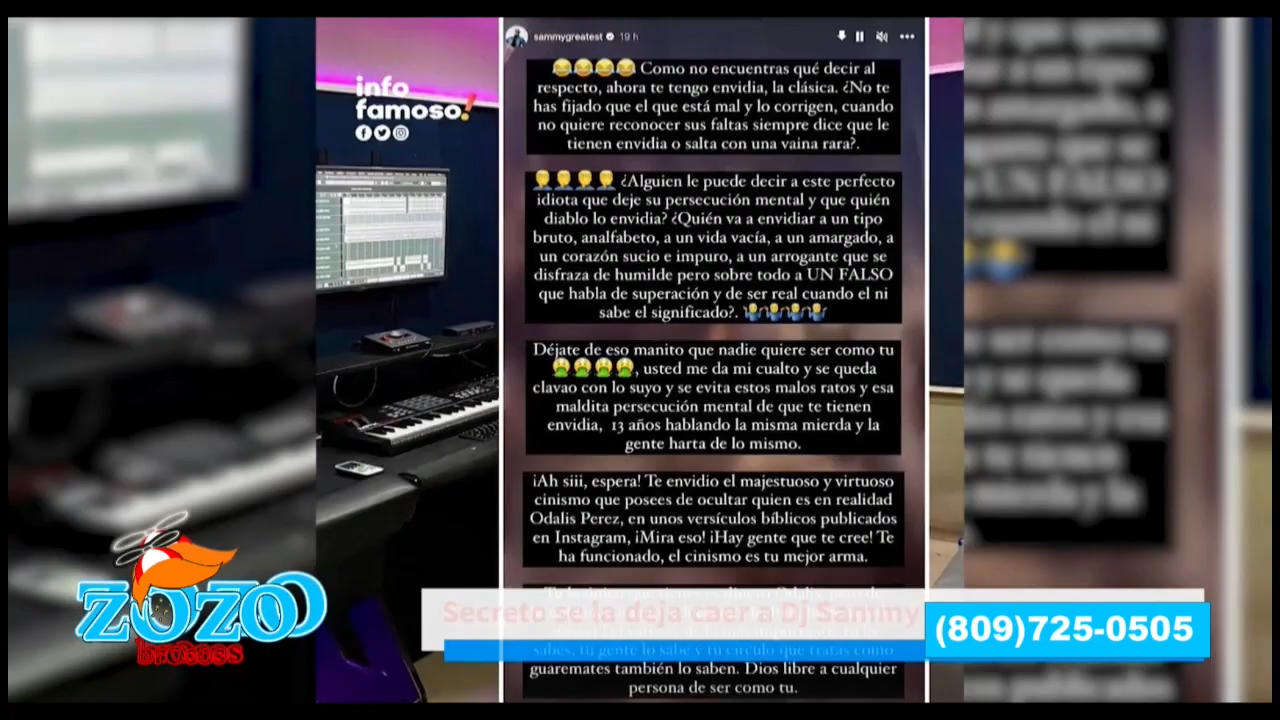 sammygreatest 19 h
info
famoso!
😂😂😂😂 Como no encuentras qué decir al
respecto, ahora te tengo envidia, la clásica. ¿No te
has fijado que el que está mal y lo corrigen, cuando
no quiere reconocer sus faltas siempre dice que le
tienen envidia o salta con una vaina rara?.
🤦‍♂️🤦‍♂️🤦‍♂️🤦‍♂️ ¿Alguien le puede decir a este perfecto
idiota que deje su persecución mental y que quién
diablo lo envidia? ¿Quién va a envidiar a un tipo
bruto, analfabeto, a un vida vacía, a un amargado, a
un corazón sucio e impuro, a un arrogante que se
disfraza de humilde pero sobre todo a UN FALSO
que habla de superación y de ser real cuando el ni
sabe el significado?. 🤷‍♂️🤷‍♂️🤷‍♂️🤷‍♂️
Déjate de eso manito que nadie quiere ser como tu
🤮🤮🤮🤮, usted me da mi cualto y se queda
clavao con lo suyo y se evita estos malos ratos y esa
maldita persecución mental de que te tienen
envidia, 13 años hablando la misma mierda y la
gente harta de lo mismo.
¡Ah siii, espera! Te envidio el majestuoso y virtuoso
cinismo que posees de ocultar quien es en realidad
Odalis Perez, en unos versículos bíblicos publicados
en Instagram, ¡Mira eso! ¡Hay gente que te cree! Te
ha funcionado, el cinismo es tu mejor arma.
Secreto se la deja caer a Dj Sammy
(809)725-0505
sabes, tu gente lo sabe y tu círculo que tratas como
guaremates también lo saben. Dios libre a cualquier
persona de ser como tu.
ZOZOO
brothers